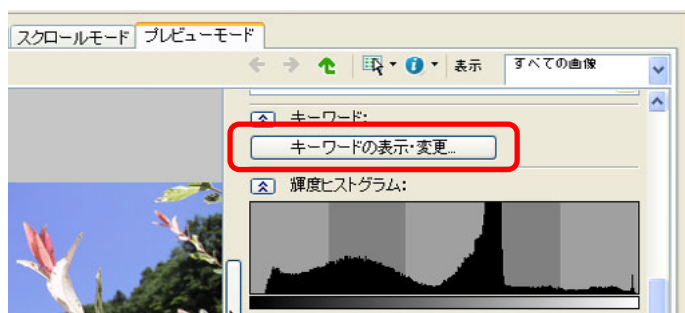 スクロールモード プレビューモード
表示 すべての画像
キーワード:
キーワードの表示・変更...
輝度ヒストグラム: